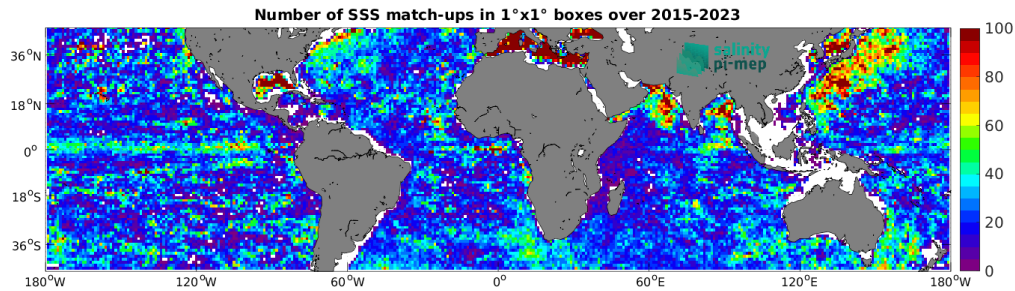 Number of SSS match-ups in 1°x1° boxes over 2015-2023
100
80
60
40
20
0
36°N
18°N
0°
18°S
36°S
salinity
pi-mep
180°W 120°W 60°W 0° 60°E 120°E 180°W